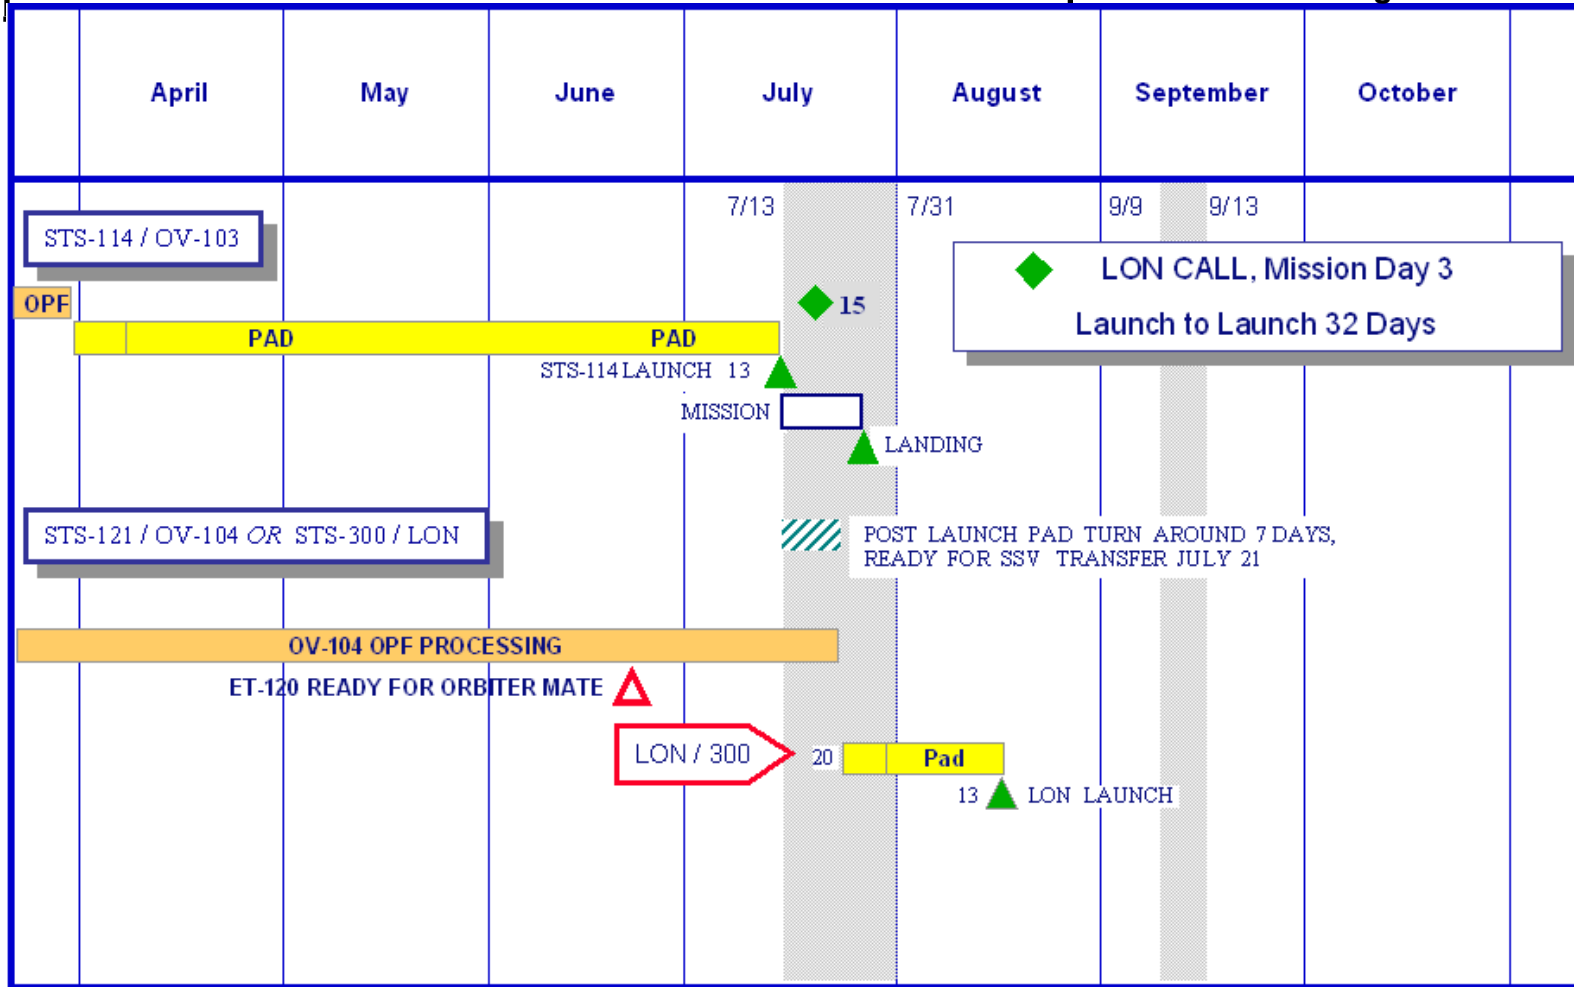 April May June July August September October
7/13 7/31 9/9 9/13
STS-114 / OV-103
LON CALL, Mission Day 3
Launch to Launch 32 Days
OPF
15
PAD PAD
STS-114 LAUNCH 13
MISSION
LANDING
STS-121 / OV-104 OR STS-300 / LON
POST LAUNCH PAD TURN AROUND 7 DAYS,
READY FOR SSV TRANSFER JULY 21
OV-104 OPF PROCESSING
ET-120 READY FOR ORBITER MATE
LON / 300
20
Pad
13 LON LAUNCH